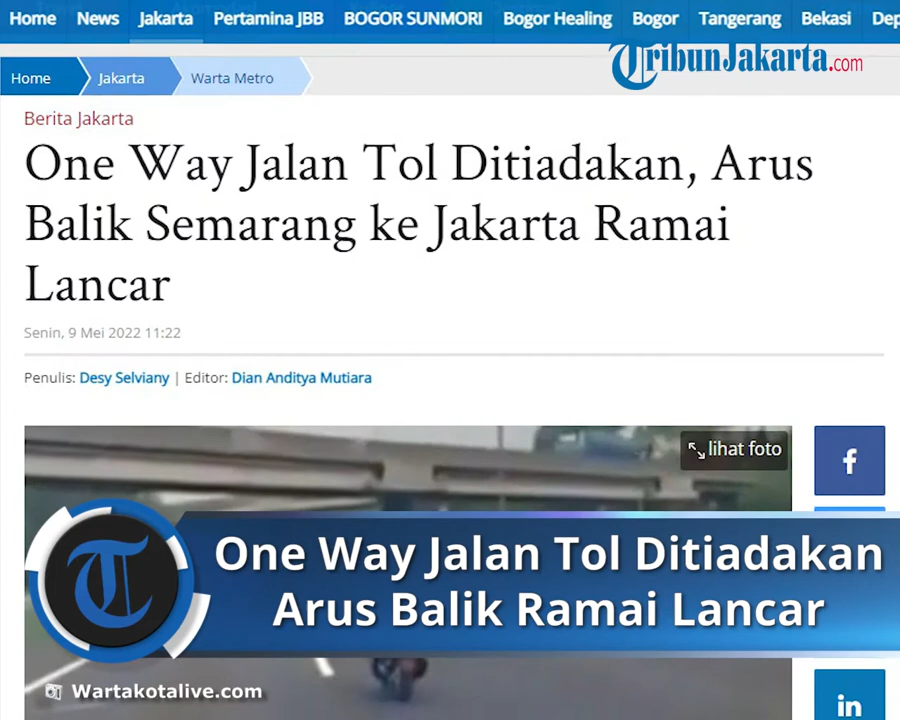 Home News Jakarta Pertamina JBB BOGOR SUNMORI Bogor Healing Bogor Tangerang Bekasi
TribunJakarta.com
Home Jakarta Warta Metro
Berita Jakarta
One Way Jalan Tol Ditiadakan, Arus
Balik Semarang ke Jakarta Ramai
Lancar
Senin, 9 Mei 2022 11:22
Penulis: Desy Selviany | Editor: Dian Anditya Mutiara
lihat foto
f
One Way Jalan Tol Ditiadakan
Arus Balik Ramai Lancar
T
Wartakotalive.com
in